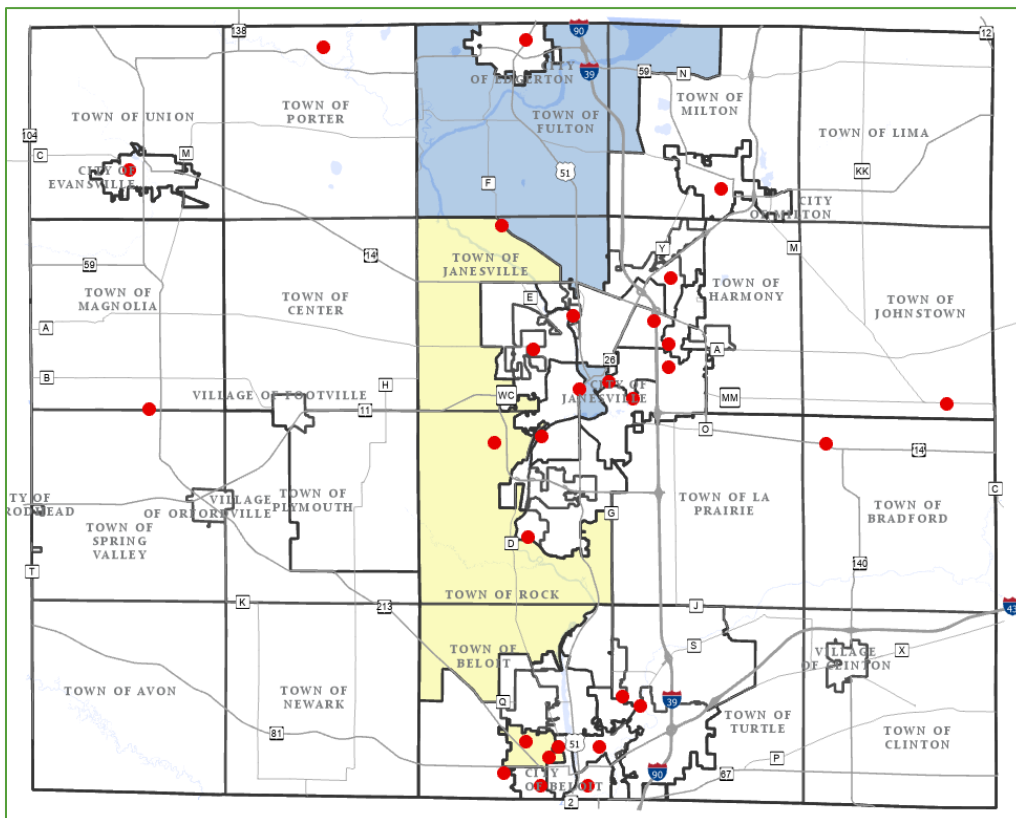 138
90
12
CITY
OF EDGERTON
39
59
N
TOWN OF
PORTER
TOWN OF
FULTON
TOWN OF
MILTON
TOWN OF UNION
104
TOWN OF LIMA
C
M
51
KK
CITY OF
EVANSVILLE
F
CITY
OF MILTON
Y
M
14
TOWN OF
JANESVILLE
59
TOWN OF
MAGNOLIA
TOWN OF
CENTER
E
TOWN OF
HARMONY
TOWN OF
JOHNSTOWN
A
A
26
B
H
CITY OF
JANESVILLE
VILLAGE OF FOOTVILLE
WC
MM
11
O
14
TY OF
RODHEAD
VILLAGE
OF ORFORDVILLE
TOWN OF
PLYMOUTH
G
TOWN OF LA
PRAIRIE
C
TOWN OF
BRADFORD
TOWN OF
SPRING
VALLEY
D
T
140
K
213
TOWN OF ROCK
J
43
S
TOWN OF
BELOIT
VILLAGE
OF CLINTON
X
TOWN OF AVON
TOWN OF
NEWARK
Q
39
TOWN OF
TURTLE
TOWN OF
CLINTON
81
51
P
CITY
OF BELOIT
90
67
2